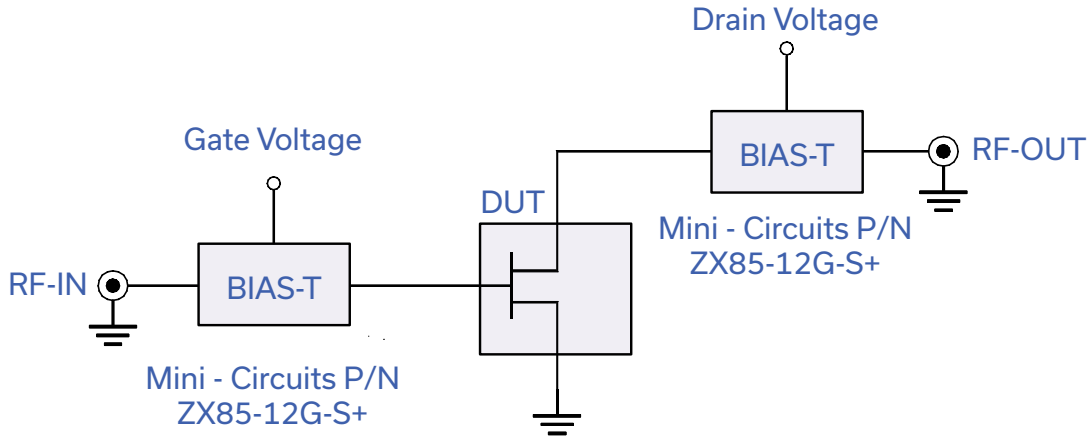 Drain Voltage
Gate Voltage
BIAS-T
RF-OUT
DUT
Mini - Circuits P/N
ZX85-12G-S+
RF-IN
BIAS-T
Mini - Circuits P/N
ZX85-12G-S+